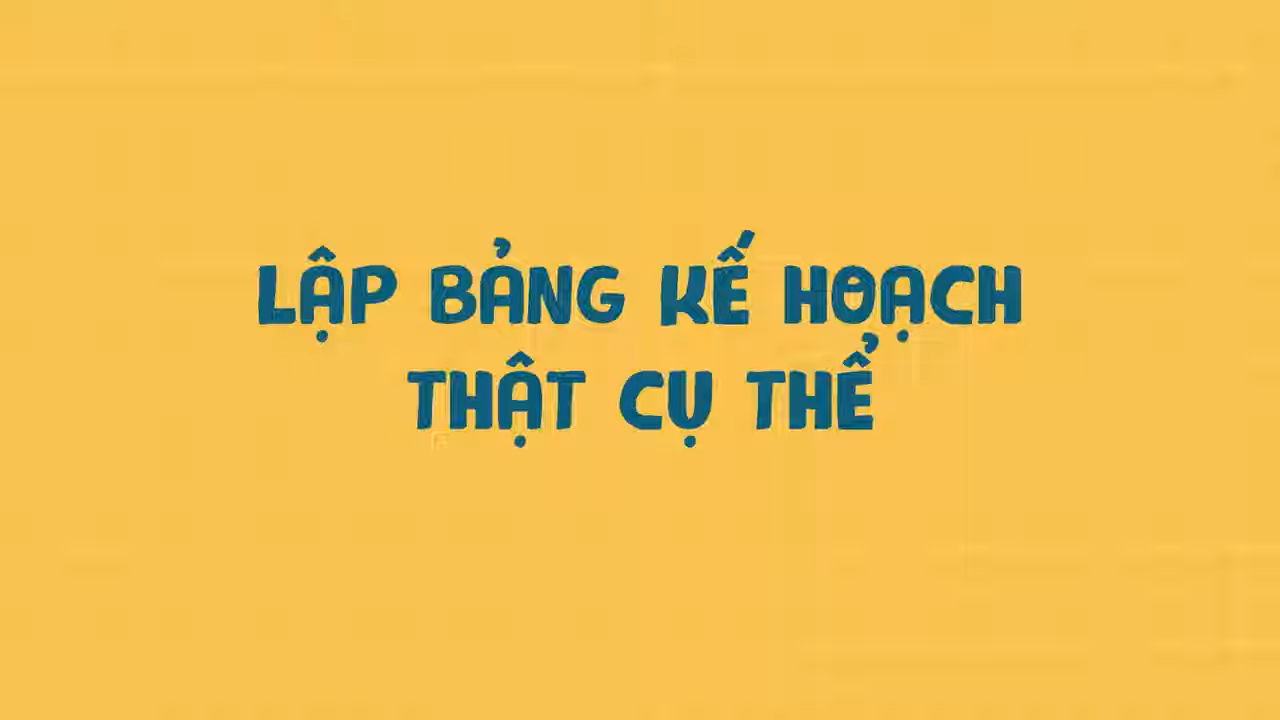 LẬP BẢNG KẾ HOẠCH
THẬT CỤ THỂ